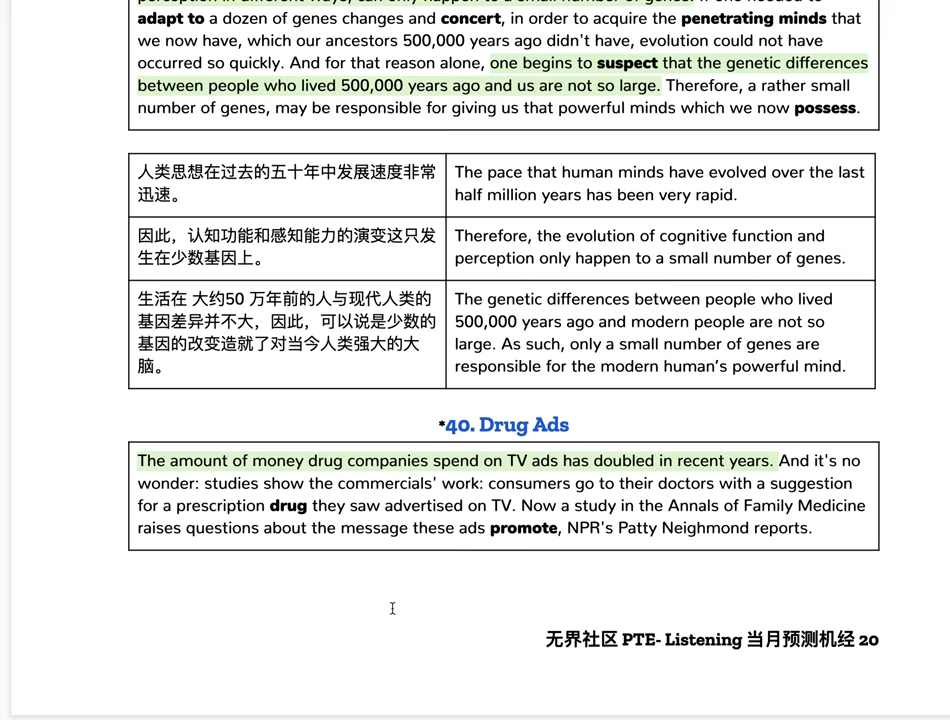 perception in different ways, can only happen to a small number of genes. If one needed to
adapt to a dozen of genes changes and concert, in order to acquire the penetrating minds that
we now have, which our ancestors 500,000 years ago didn't have, evolution could not have
occurred so quickly. And for that reason alone, one begins to suspect that the genetic differences
between people who lived 500,000 years ago and us are not so large. Therefore, a rather small
number of genes, may be responsible for giving us that powerful minds which we now possess.
人类思想在过去的五十年中发展速度非常
迅速。
The pace that human minds have evolved over the last
half million years has been very rapid.
因此，认知功能和感知能力的演变这只发
生在少数基因上。
Therefore, the evolution of cognitive function and
perception only happen to a small number of genes.
生活在 大约50 万年前的人与现代人类的
基因差异并不大，因此，可以说是少数的
基因的改变造就了对当今人类强大的大
脑。
The genetic differences between people who lived
500,000 years ago and modern people are not so
large. As such, only a small number of genes are
responsible for the modern human's powerful mind.
*40. Drug Ads
The amount of money drug companies spend on TV ads has doubled in recent years. And it's no
wonder: studies show the commercials' work: consumers go to their doctors with a suggestion
for a prescription drug they saw advertised on TV. Now a study in the Annals of Family Medicine
raises questions about the message these ads promote, NPR's Patty Neighmond reports.
无界社区 PTE- Listening 当月预测机经 20